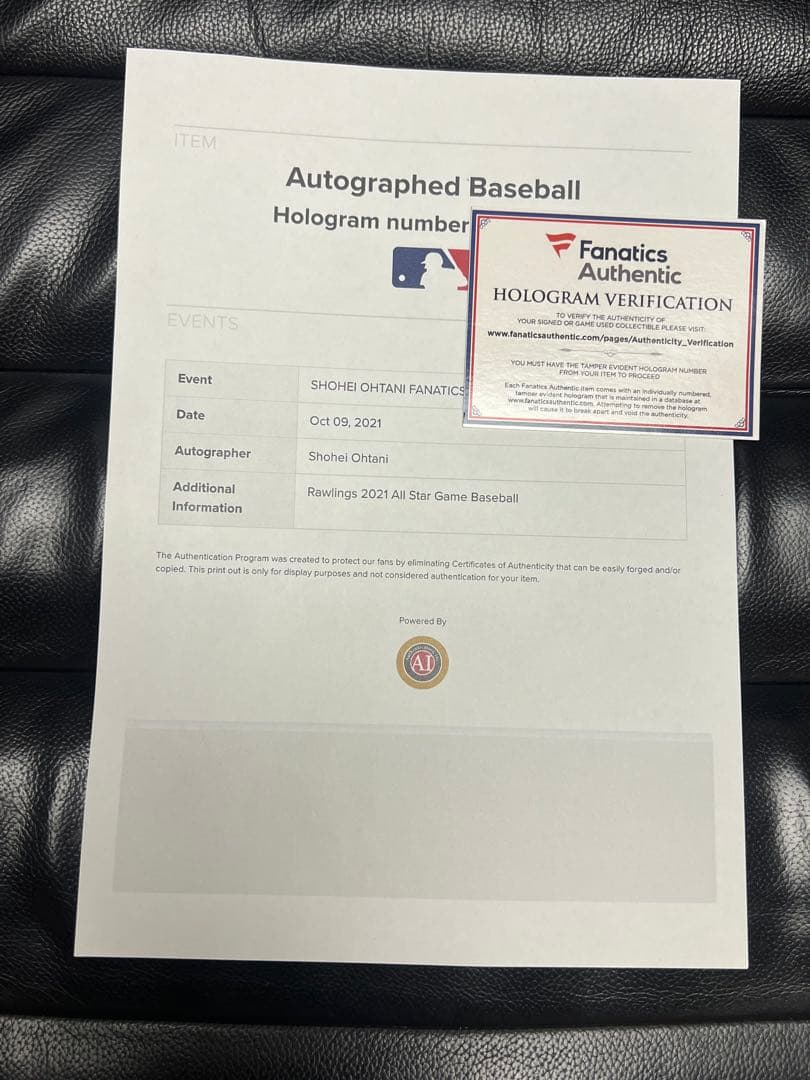 ITEM
Autographed Baseball
Hologram number
EVENTS
Event
SHOHEI OHTANI FANATICS
Date
Oct 09, 2021
Autographer
Shohei Ohtani
Additional
Information
Rawlings 2021 All Star Game Baseball
The Authentication Program was created to protect our fans by eliminating Certificates of Authenticity that can be easily forged and/or
copied. This print out is only for display purposes and not considered authentication for your item.
Powered By
AI
Fanatics
Authentic
HOLOGRAM VERIFICATION
TO VERIFY THE AUTHENTICITY OF
YOUR SIGNED OR GAME USED COLLECTIBLE PLEASE VISIT:
www.fanaticsauthentic.com/pages/Authenticity_Verification
YOU MUST HAVE THE TAMPER EVIDENT HOLOGRAM NUMBER
FROM YOUR ITEM TO PROCEED
Each Fanatics Authentic item comes with an individually numbered,
tamper evident hologram that is maintained in a database at
www.fanaticsauthentic.com. Attempting to remove the hologram
will cause it to break apart and void the authenticity.